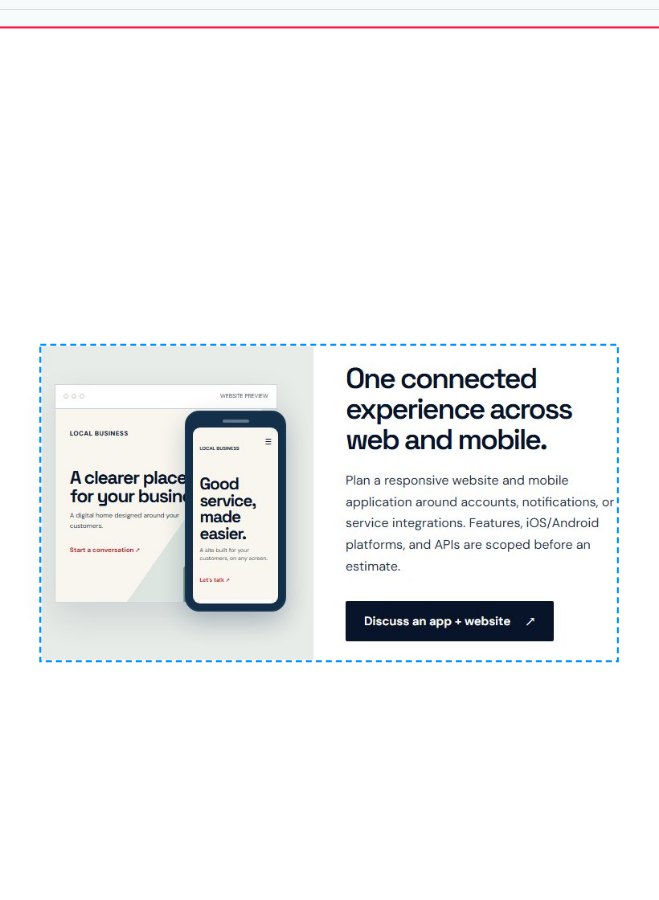 WEBSITE PREVIEW
LOCAL BUSINESS
A clearer place
for your busin
A digital home designed around your
customers.
Start a conversation ↗
LOCAL BUSINESS
Good
service,
made
easier.
A site built for your
customers, on any screen.
Let's talk ↗
One connected
experience across
web and mobile.
Plan a responsive website and mobile
application around accounts, notifications, or
service integrations. Features, iOS/Android
platforms, and APIs are scoped before an
estimate.
Discuss an app + website ↗